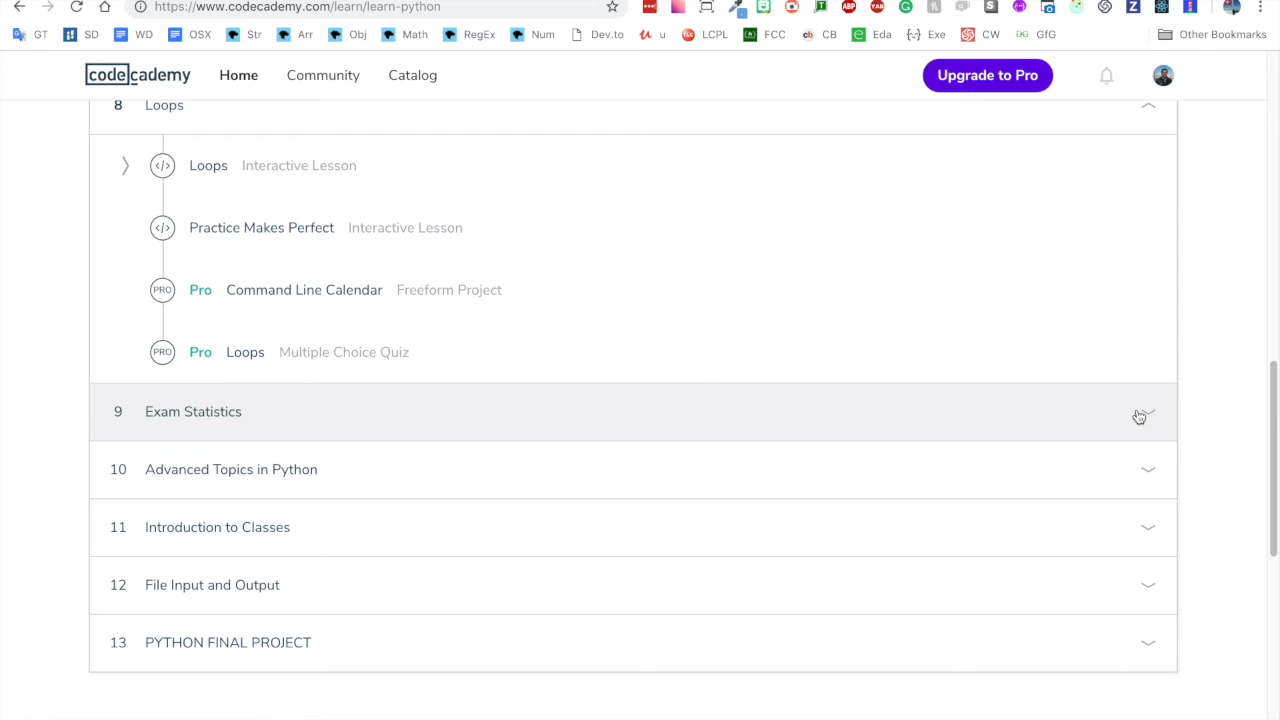 https://www.codecademy.com/learn/learn-python
GT SD WD OSX Str Arr Obj Math RegEx Num Dev.to u LCPL FCC CB Eda Exe CW GfG Other Bookmarks
codecademy Home Community Catalog Upgrade to Pro
8 Loops
Loops Interactive Lesson
Practice Makes Perfect Interactive Lesson
PRO Pro Command Line Calendar Freeform Project
PRO Pro Loops Multiple Choice Quiz
9 Exam Statistics
10 Advanced Topics in Python
11 Introduction to Classes
12 File Input and Output
13 PYTHON FINAL PROJECT